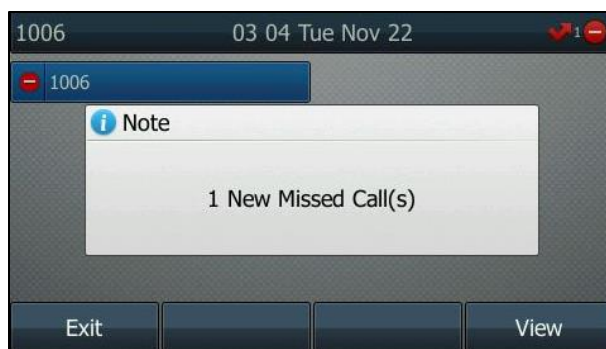 1006 03 04 Tue Nov 22 1
1006
Note
1 New Missed Call(s)
Exit View